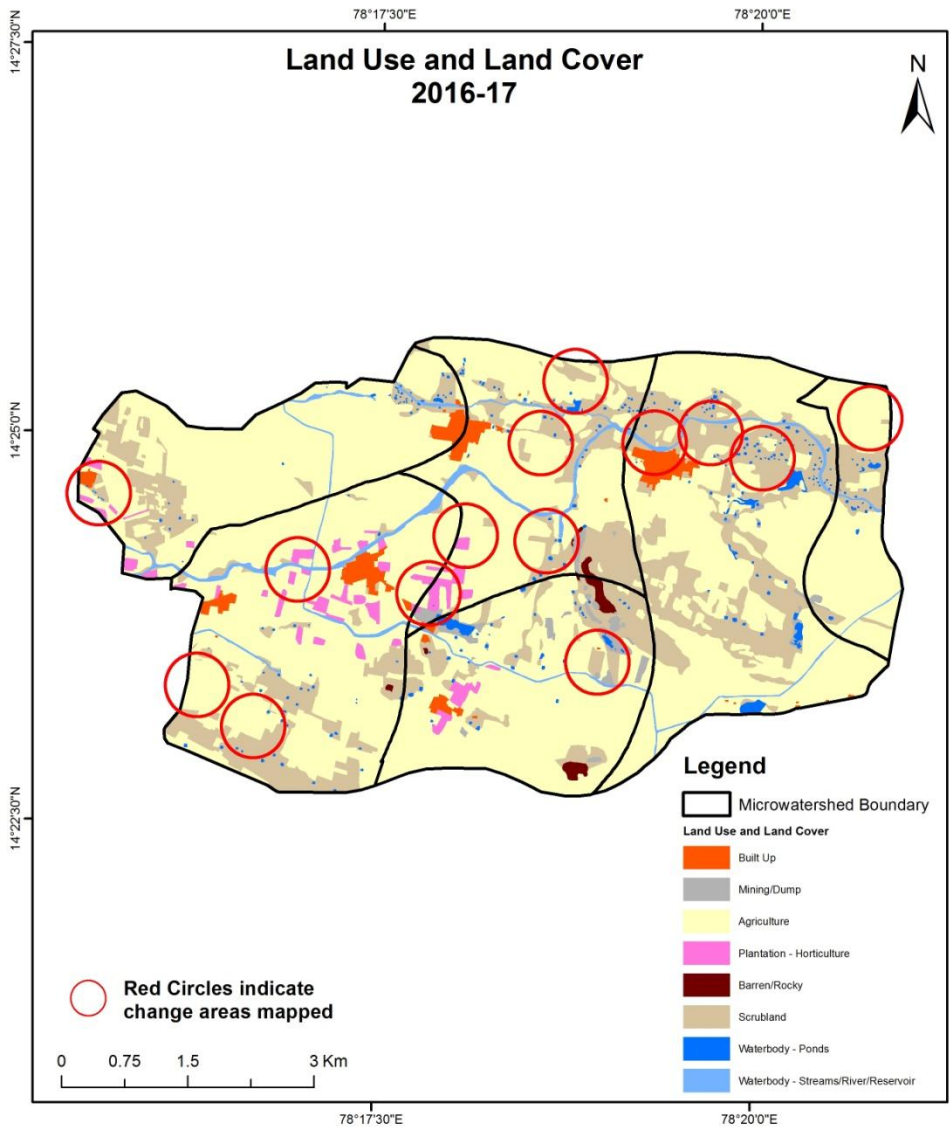 78°17'30"E
78°20'0"E
14°27'30"N
Land Use and Land Cover
2016-17
N
14°25'0"N
14°22'30"N
Legend
Microwatershed Boundary
Land Use and Land Cover
Built Up
Mining/Dump
Agriculture
Plantation - Horticulture
Barren/Rocky
Scrubland
Waterbody - Ponds
Waterbody - Streams/River/Reservoir
Red Circles indicate
change areas mapped
0 0.75 1.5 3 Km
78°17'30"E
78°20'0"E